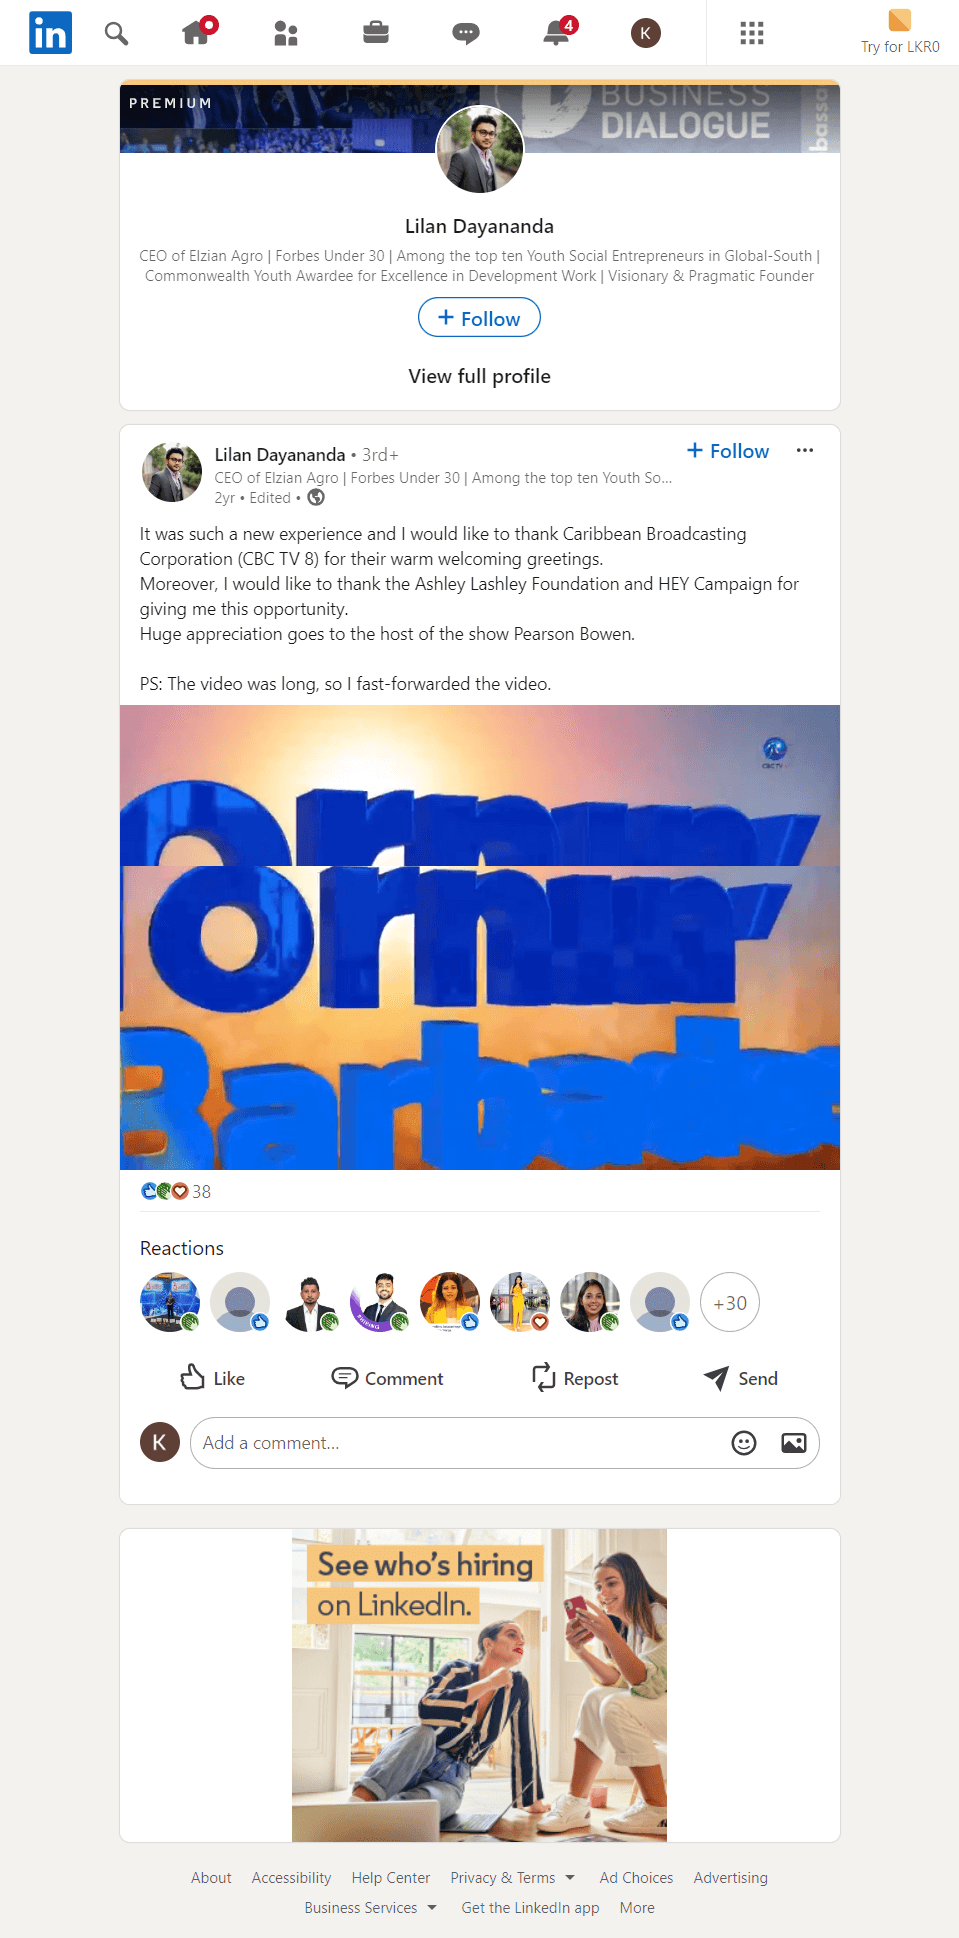 in
4
K
Try for LKR0
PREMIUM
BUSINESS
DIALOGUE
bassa
Lilan Dayananda
CEO of Elzian Agro | Forbes Under 30 | Among the top ten Youth Social Entrepreneurs in Global-South |
Commonwealth Youth Awardee for Excellence in Development Work | Visionary & Pragmatic Founder
+ Follow
View full profile
Lilan Dayananda • 3rd+
+ Follow
CEO of Elzian Agro | Forbes Under 30 | Among the top ten Youth So...
2yr • Edited •
It was such a new experience and I would like to thank Caribbean Broadcasting
Corporation (CBC TV 8) for their warm welcoming greetings.
Moreover, I would like to thank the Ashley Lashley Foundation and HEY Campaign for
giving me this opportunity.
Huge appreciation goes to the host of the show Pearson Bowen.
PS: The video was long, so I fast-forwarded the video.
CBC TV
ornin
ornin
Barbado
38
Reactions
+30
Like
Comment
Repost
Send
K
Add a comment...
See who's hiring
on LinkedIn.
About
Accessibility
Help Center
Privacy & Terms
Ad Choices
Advertising
Business Services
Get the LinkedIn app
More